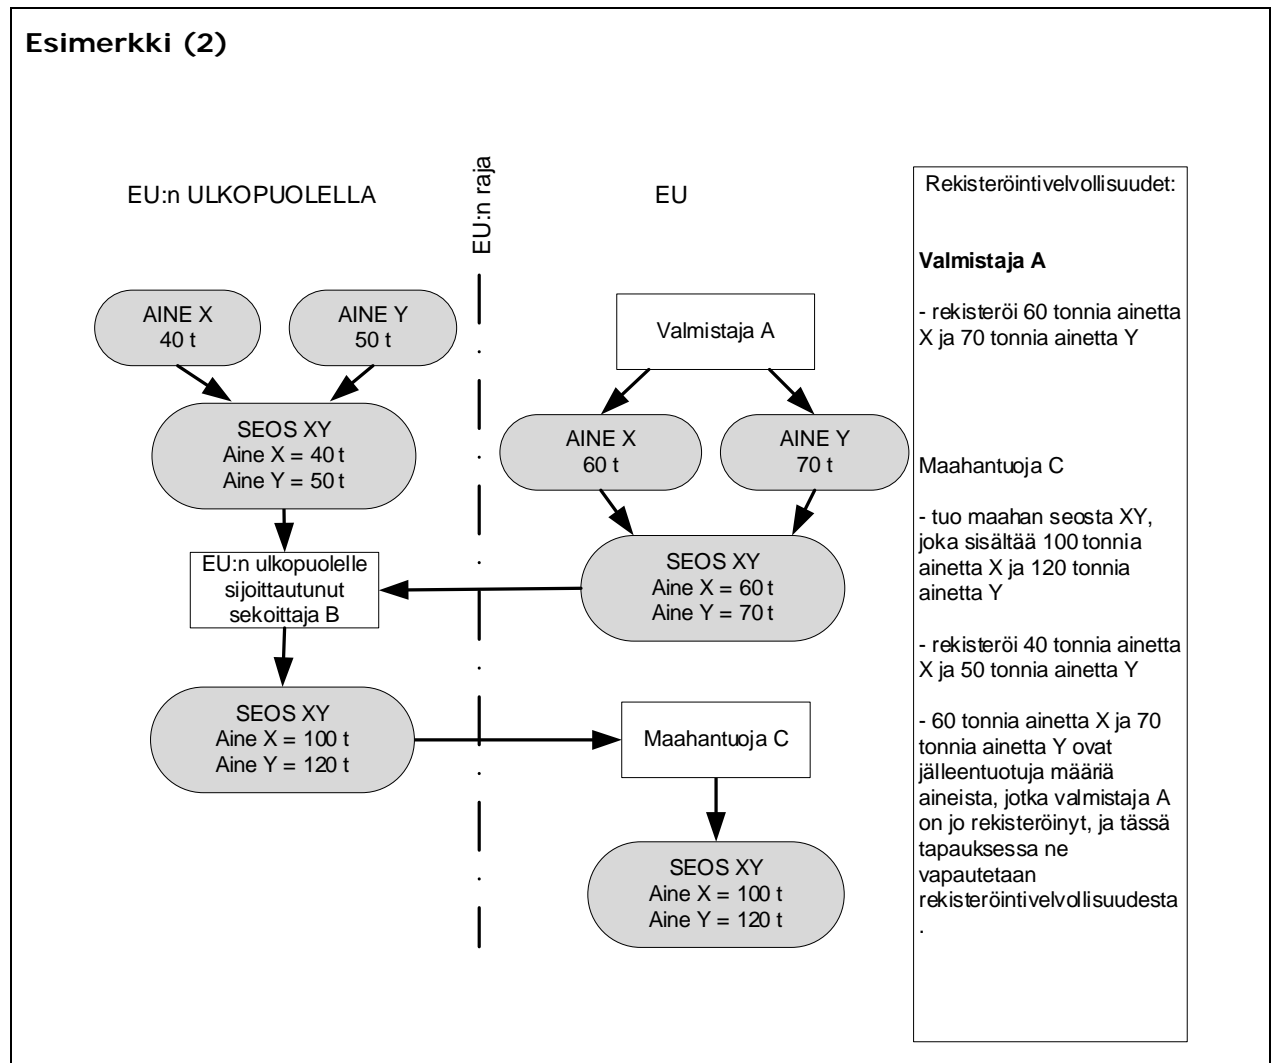 Esimerkki (2)
EU:n ULKOPUOLELLA
EU:n raja
EU
AINE X
40 t
AINE Y
50 t
SEOS XY
Aine X = 40 t
Aine Y = 50 t
EU:n ulkopuolelle
sijoittautunut
sekoittaja B
SEOS XY
Aine X = 100 t
Aine Y = 120 t
Valmistaja A
AINE X
60 t
AINE Y
70 t
SEOS XY
Aine X = 60 t
Aine Y = 70 t
Maahantuoja C
SEOS XY
Aine X = 100 t
Aine Y = 120 t
Rekisteröintivelvollisuudet:
Valmistaja A
- rekisteröi 60 tonnia ainetta
X ja 70 tonnia ainetta Y
Maahantuoja C
- tuo maahan seosta XY,
joka sisältää 100 tonnia
ainetta X ja 120 tonnia
ainetta Y
- rekisteröi 40 tonnia ainetta
X ja 50 tonnia ainetta Y
- 60 tonnia ainetta X ja 70
tonnia ainetta Y ovat
jälleentuotuja määriä
aineista, jotka valmistaja A
on jo rekisteröinyt, ja tässä
tapauksessa ne
vapautetaan
rekisteröintivelvollisuudesta
.